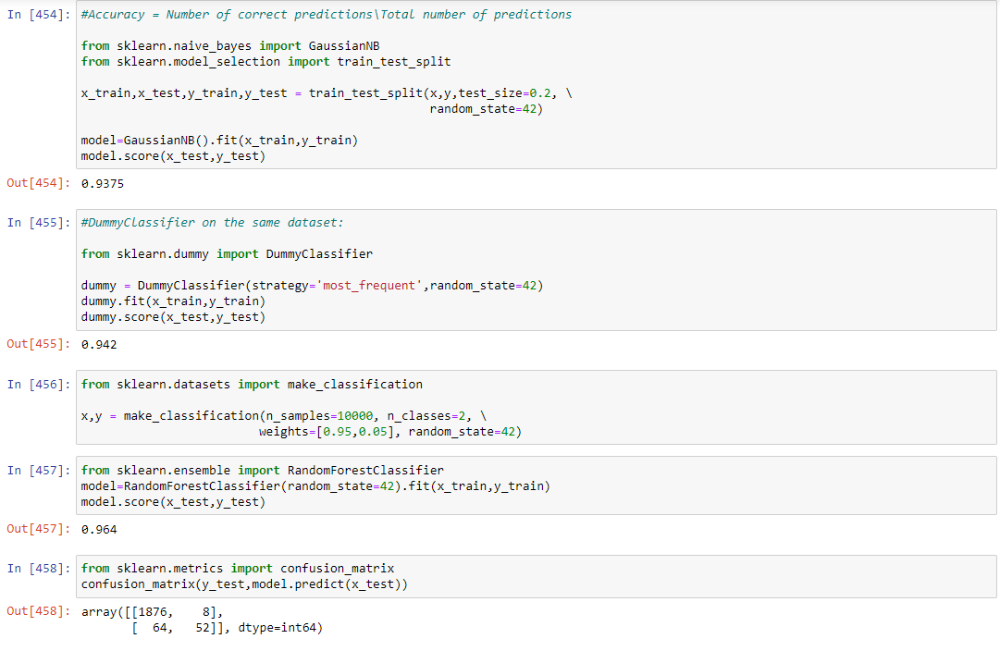 In [454]: #Accuracy = Number of correct predictions\Total number of predictions
from sklearn.naive_bayes import GaussianNB
from sklearn.model_selection import train_test_split
x_train,x_test,y_train,y_test = train_test_split(x,y,test_size=0.2, \
random_state=42)
model=GaussianNB().fit(x_train,y_train)
model.score(x_test,y_test)
Out[454]: 0.9375
In [455]: #DummyClassifier on the same dataset:
from sklearn.dummy import DummyClassifier
dummy = DummyClassifier(strategy='most_frequent',random_state=42)
dummy.fit(x_train,y_train)
dummy.score(x_test,y_test)
Out[455]: 0.942
In [456]: from sklearn.datasets import make_classification
x,y = make_classification(n_samples=10000, n_classes=2, \
weights=[0.95,0.05], random_state=42)
In [457]: from sklearn.ensemble import RandomForestClassifier
model=RandomForestClassifier(random_state=42).fit(x_train,y_train)
model.score(x_test,y_test)
Out[457]: 0.964
In [458]: from sklearn.metrics import confusion_matrix
confusion_matrix(y_test,model.predict(x_test))
Out[458]: array([[1876, 8],
[ 64, 52]], dtype=int64)